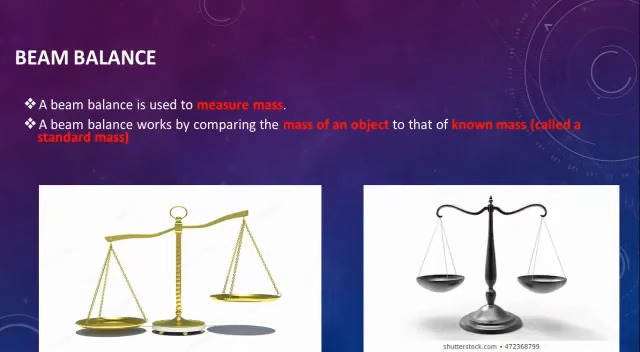 BEAM BALANCE
❖A beam balance is used to measure mass.
❖A beam balance works by comparing the mass of an object to that of known mass (called a
standard mass)
shutterstock.com • 472368799